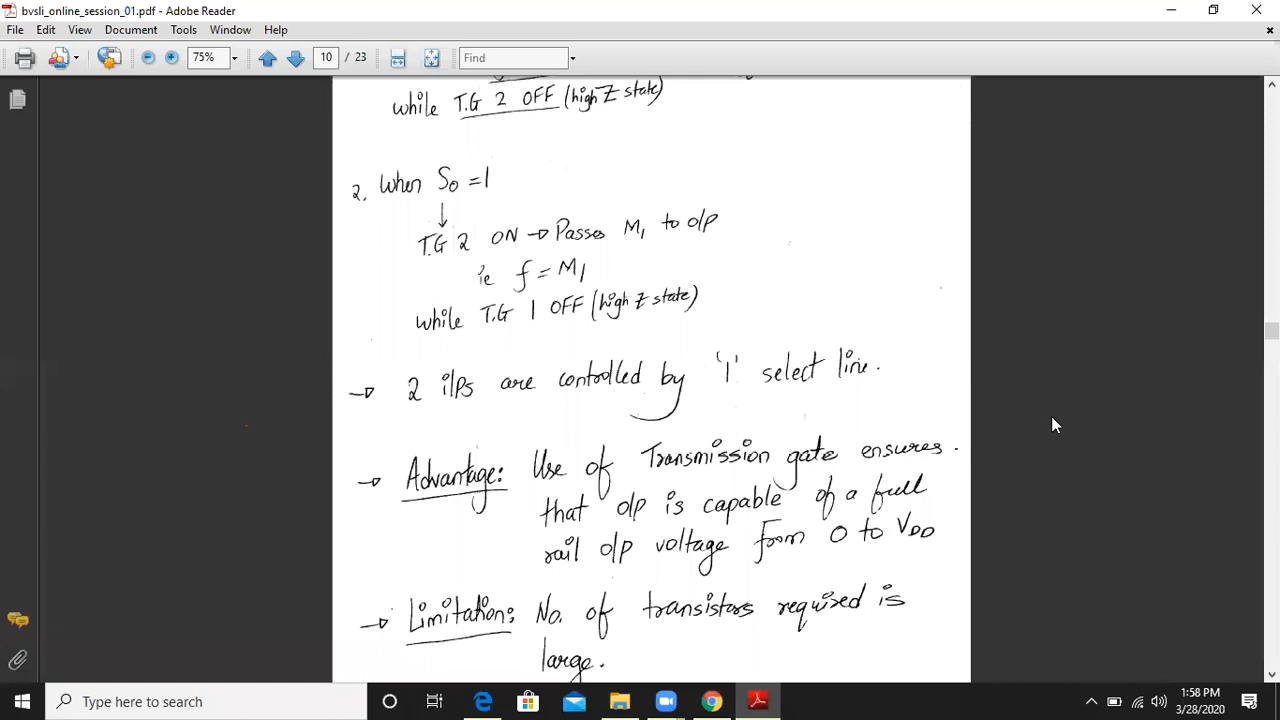 bvsli_online_session_01.pdf - Adobe Reader
File Edit View Document Tools Window Help
75% 10 / 23 Find
while T.G 2 OFF (high Z state)
2. When S0 = 1
↓
T.G 2 ON → Passes M1 to o/p
ie f = M1
while T.G 1 OFF (high Z state)
→ 2 i/ps are controlled by '1' select line.
→ Advantage: Use of Transmission gate ensures
that o/p is capable of a full
rail o/p voltage from 0 to VDD
→ Limitation: No. of transistors required is
large.
Type here to search
1:58 PM
3/28/2020